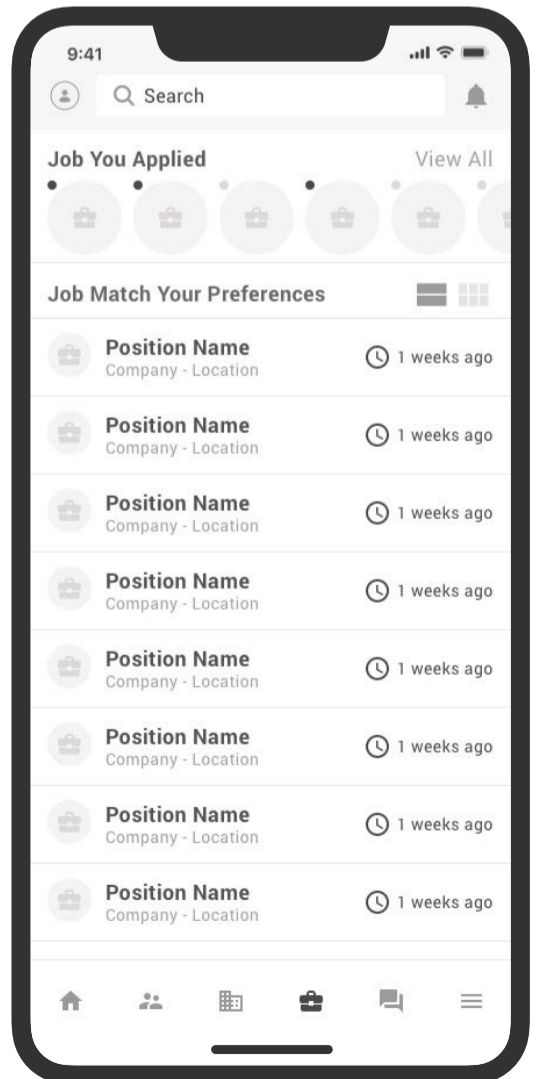 9:41
Search
Job You Applied View All
Job Match Your Preferences
Position Name
Company - Location
1 weeks ago
Position Name
Company - Location
1 weeks ago
Position Name
Company - Location
1 weeks ago
Position Name
Company - Location
1 weeks ago
Position Name
Company - Location
1 weeks ago
Position Name
Company - Location
1 weeks ago
Position Name
Company - Location
1 weeks ago
Position Name
Company - Location
1 weeks ago